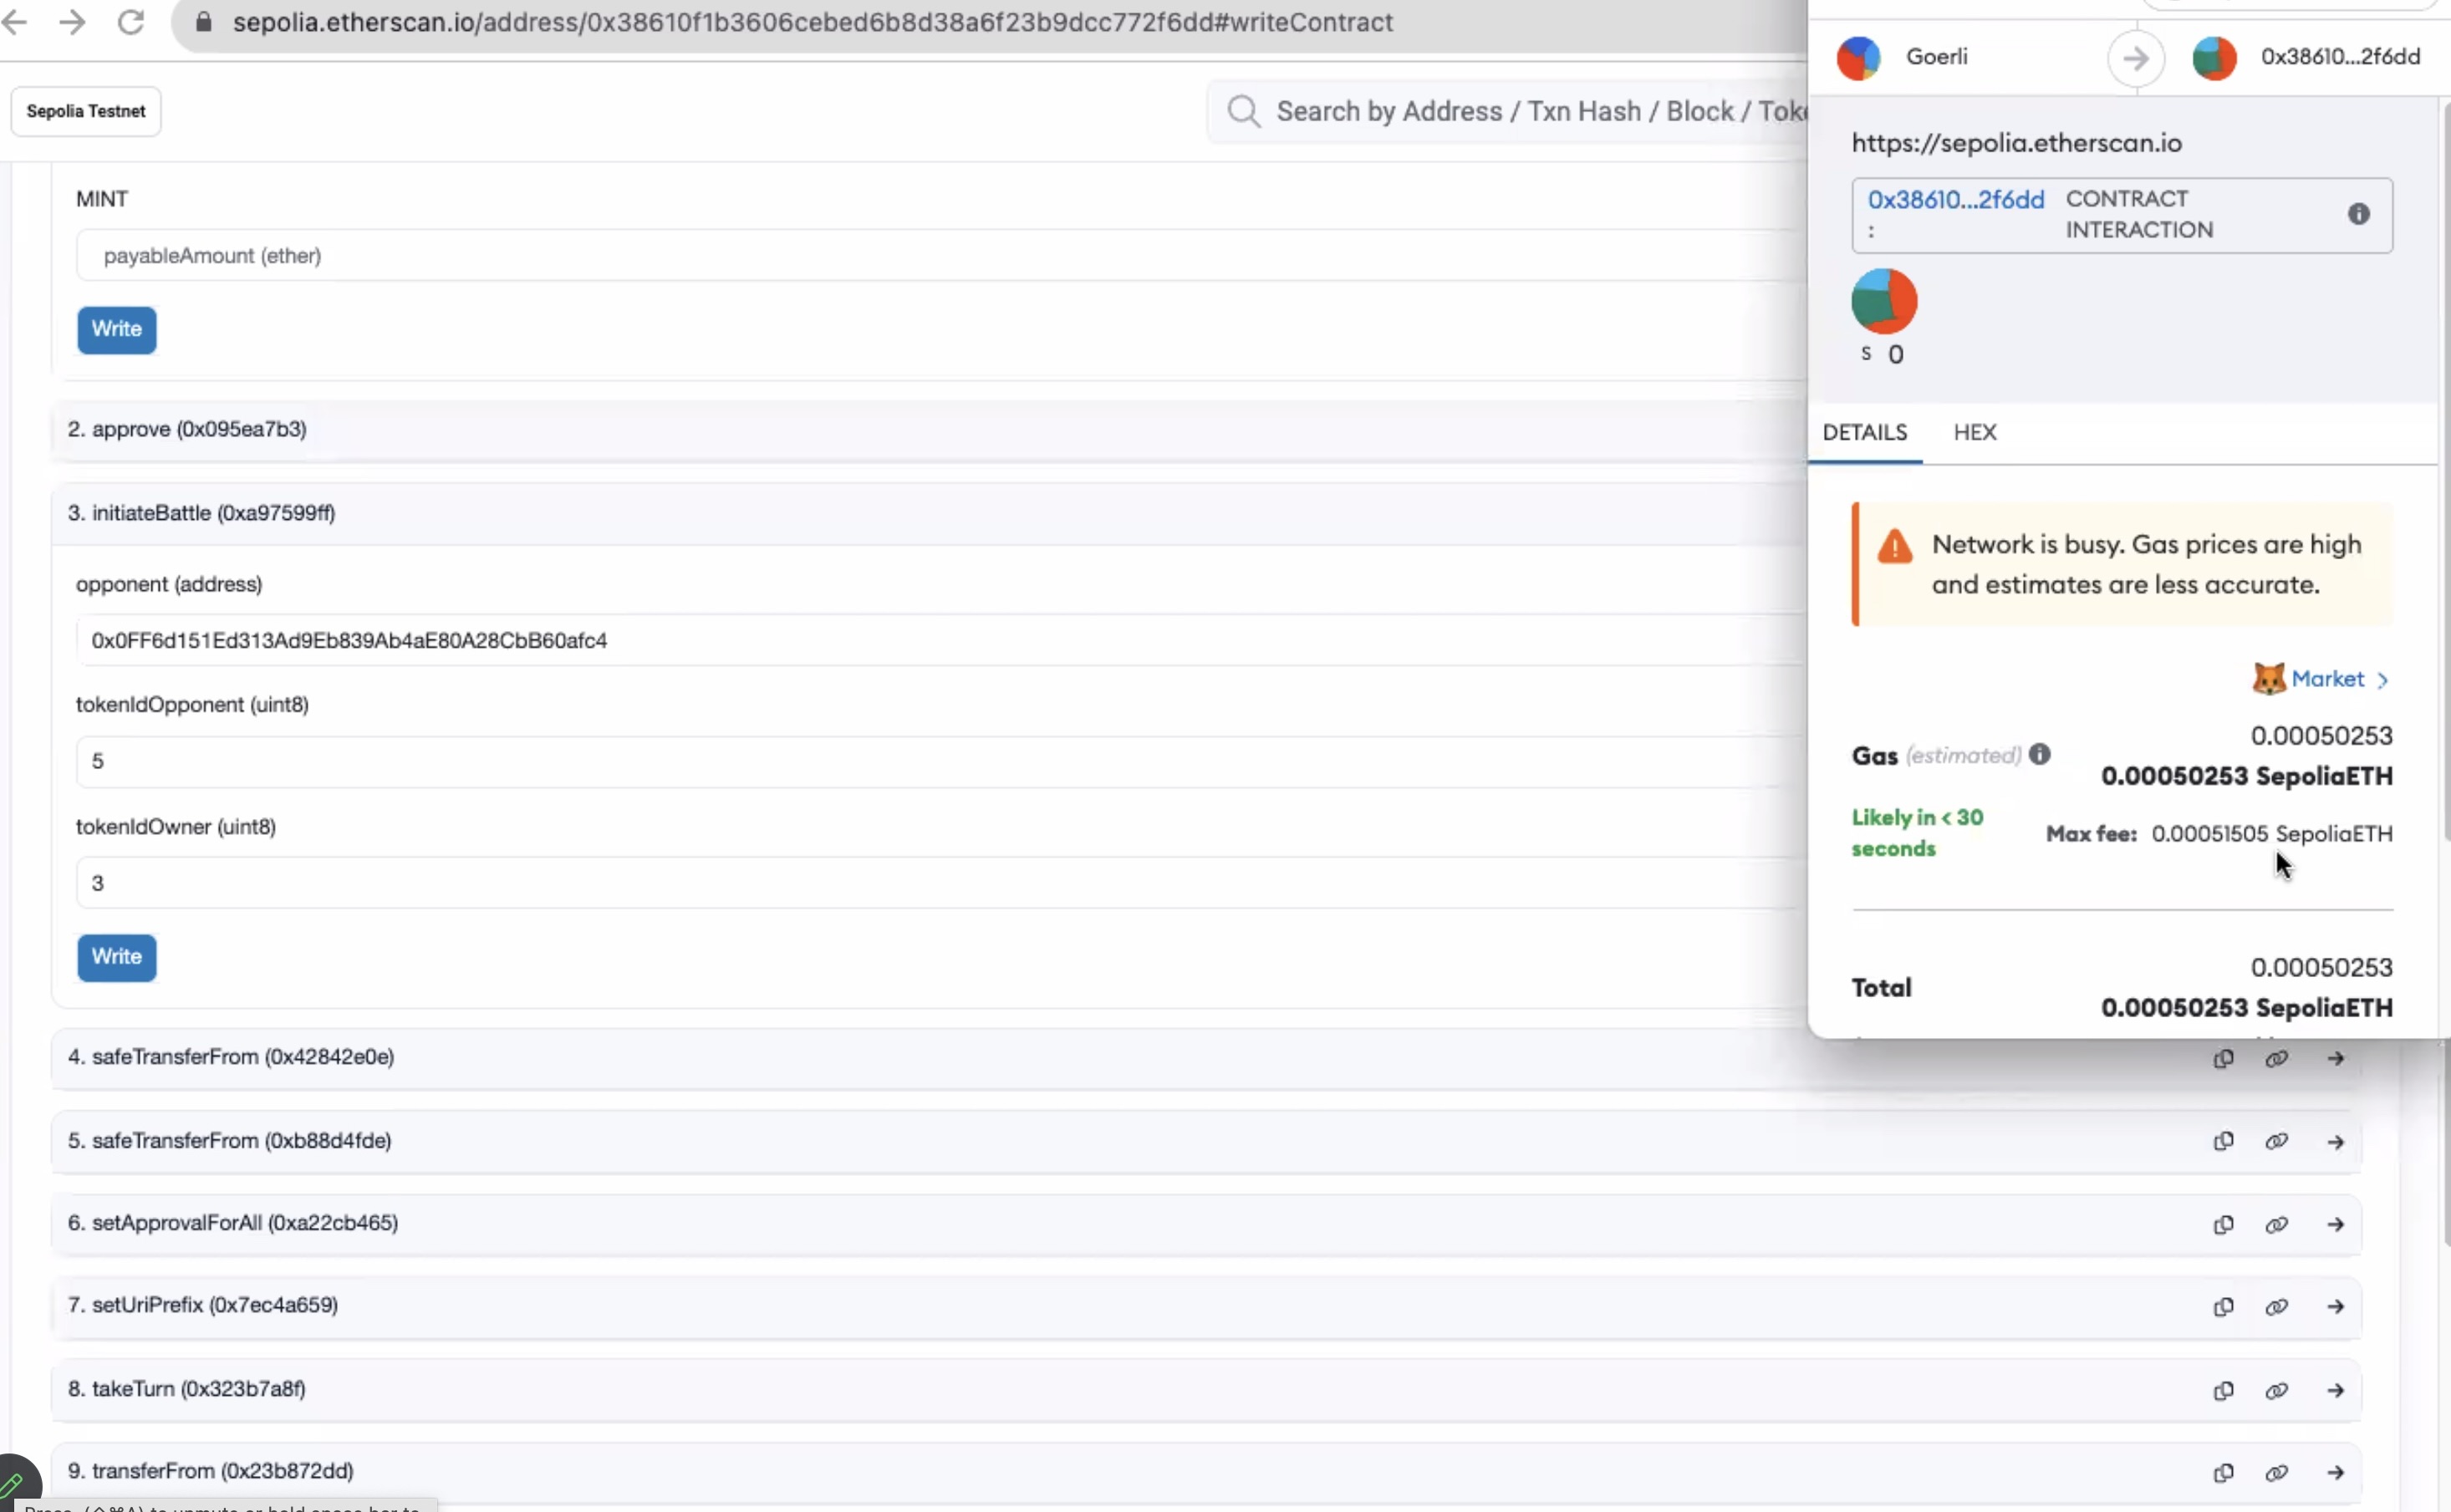 sepolia.etherscan.io/address/0x38610f1b3606cebed6b8d38a6f23b9dcc772f6dd#writeContract
Sepolia Testnet
Search by Address / Txn Hash / Block / Toke
MINT
payableAmount (ether)
Write
2. approve (0x095ea7b3)
3. initiateBattle (0xa97599ff)
opponent (address)
0x0FF6d151Ed313Ad9Eb839Ab4aE80A28CbB60afc4
tokenIdOpponent (uint8)
5
tokenIdOwner (uint8)
3
Write
4. safeTransferFrom (0x42842e0e)
5. safeTransferFrom (0xb88d4fde)
6. setApprovalForAll (0xa22cb465)
7. setUriPrefix (0x7ec4a659)
8. takeTurn (0x323b7a8f)
9. transferFrom (0x23b872dd)
Goerli
0x38610...2f6dd
https://sepolia.etherscan.io
0x38610...2f6dd CONTRACT
: INTERACTION
S 0
DETAILS HEX
Network is busy. Gas prices are high
and estimates are less accurate.
Market >
0.00050253
Gas (estimated)
0.00050253 SepoliaETH
Likely in < 30
seconds
Max fee: 0.00051505 SepoliaETH
0.00050253
Total
0.00050253 SepoliaETH